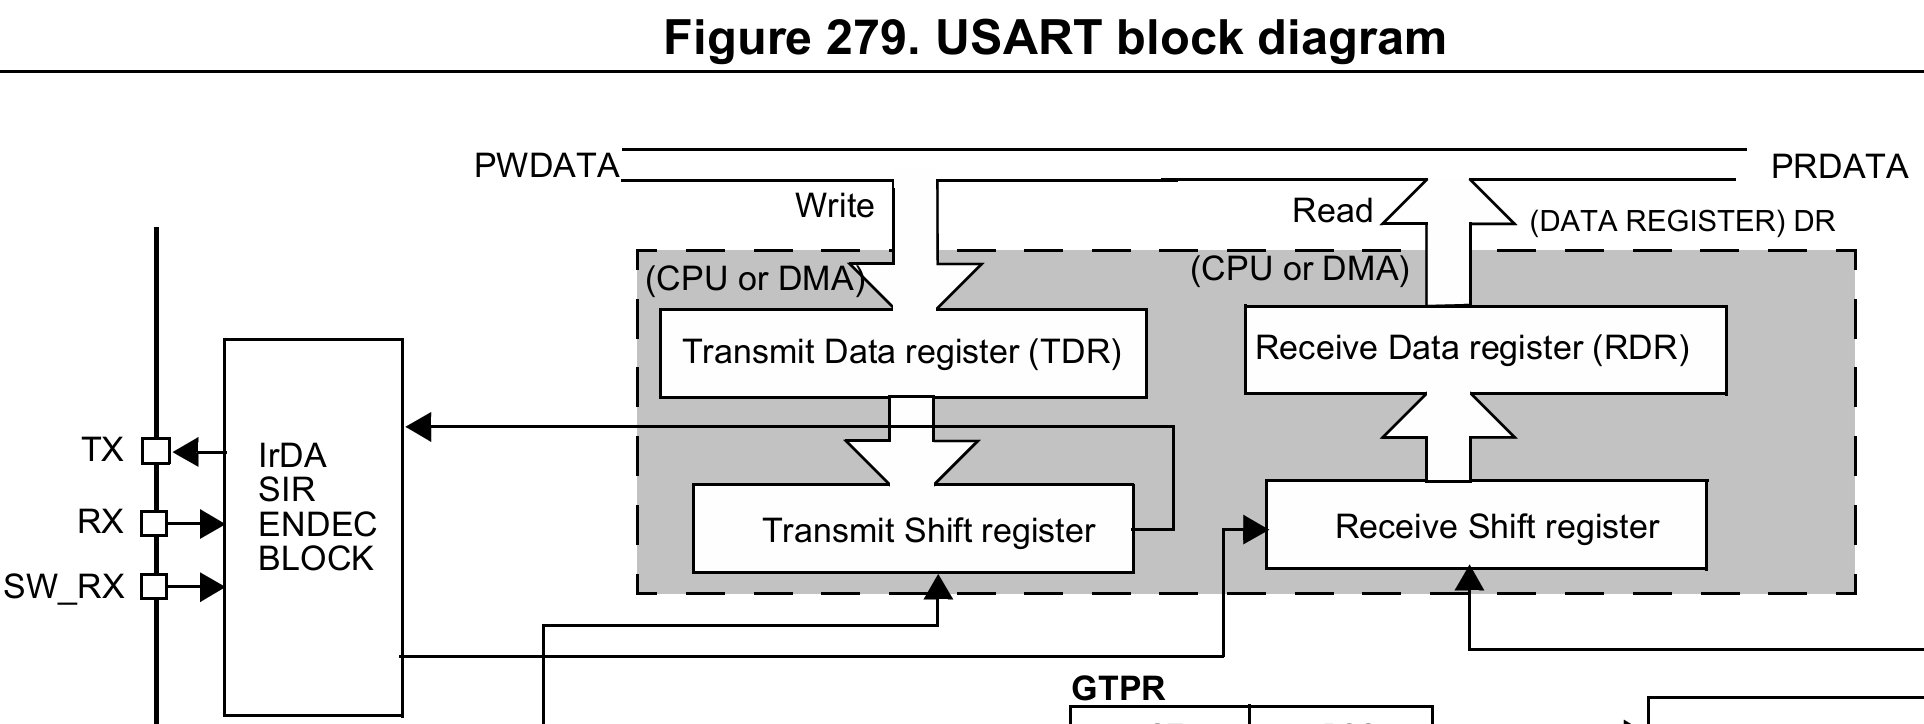 Figure 279. USART block diagram
PWDATA
PRDATA
Write
Read
(DATA REGISTER) DR
(CPU or DMA)
(CPU or DMA)
Transmit Data register (TDR)
Receive Data register (RDR)
TX
RX
SW_RX
IrDA
SIR
ENDEC
BLOCK
Transmit Shift register
Receive Shift register
GTPR